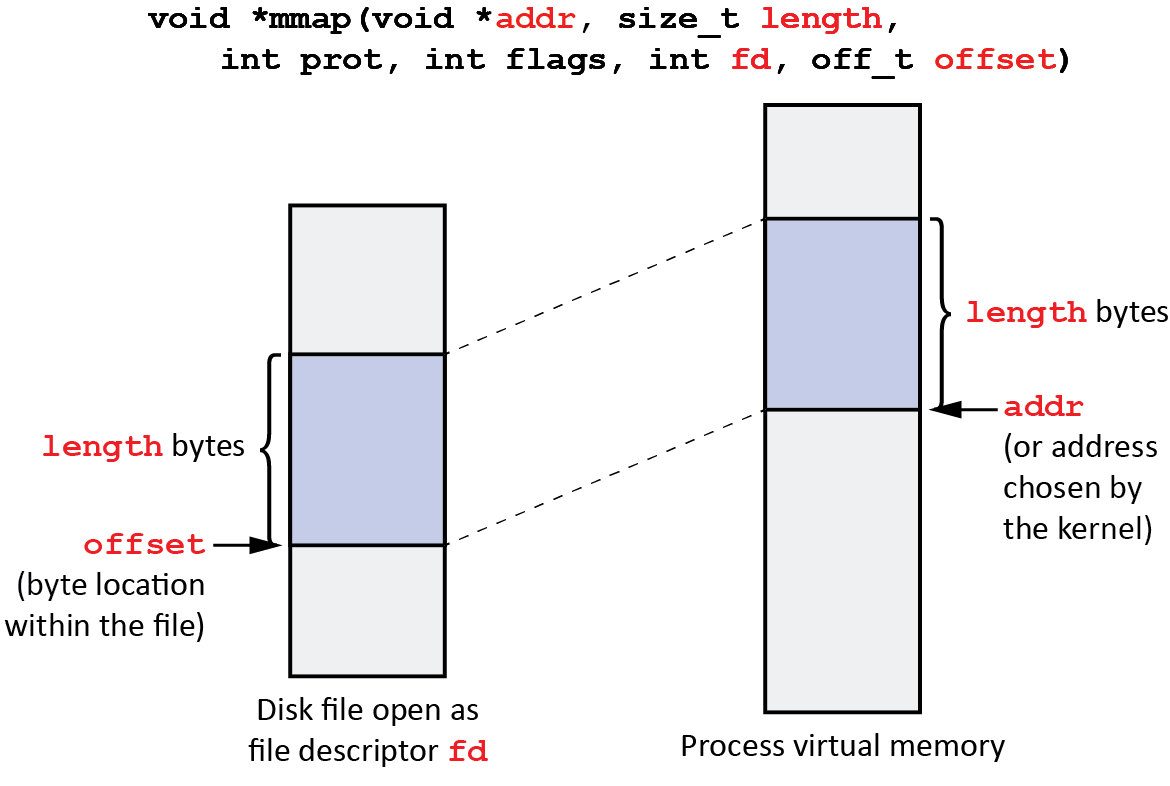 void *mmap(void *addr, size_t length,
int prot, int flags, int fd, off_t offset)
length bytes
addr
(or address
chosen by
the kernel)
length bytes
offset
(byte location
within the file)
Disk file open as
file descriptor fd
Process virtual memory